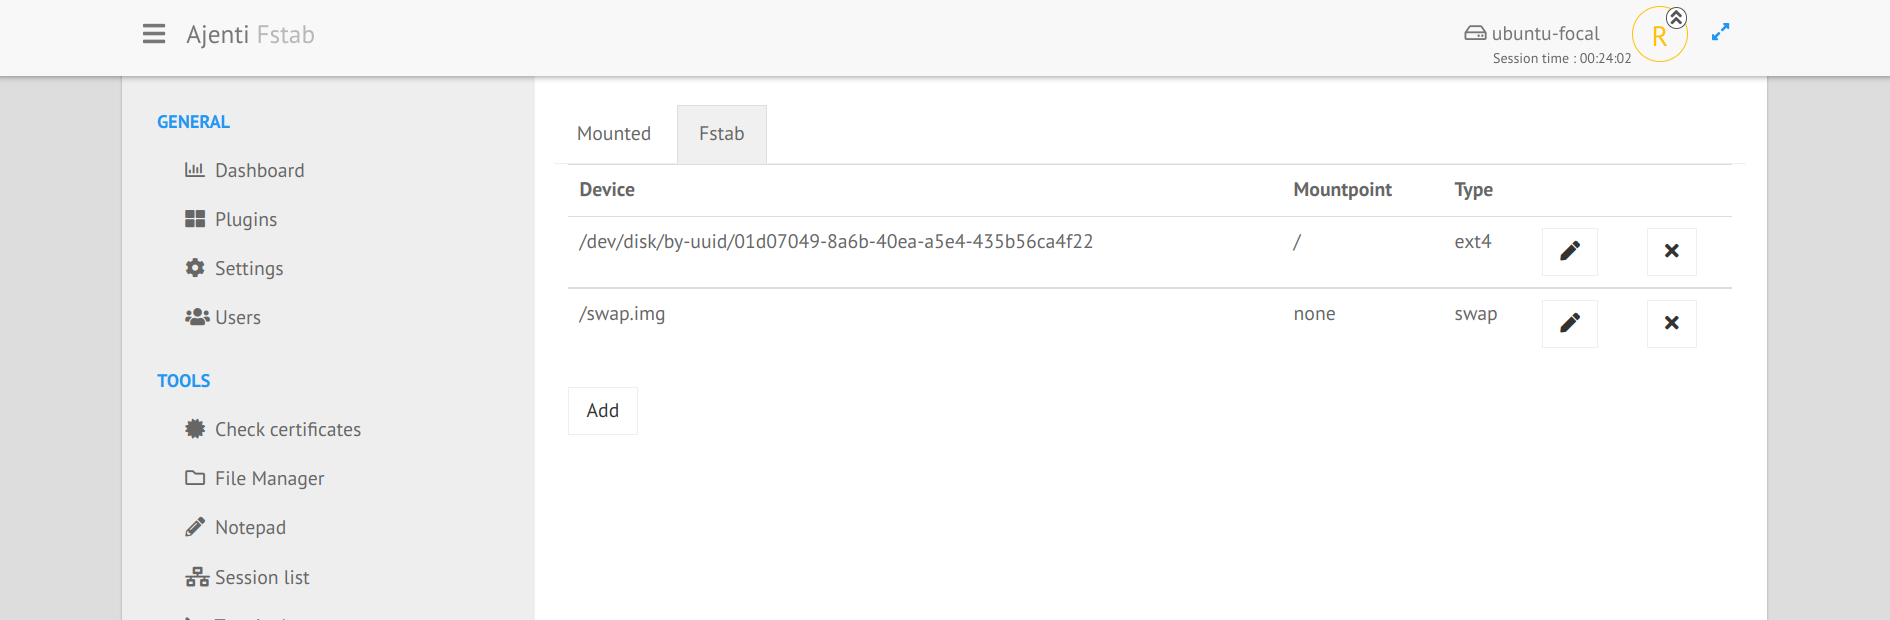 Ajenti Fstab
ubuntu-focal
Session time : 00:24:02
R
GENERAL
Dashboard
Plugins
Settings
Users
TOOLS
Check certificates
File Manager
Notepad
Session list
Mounted Fstab
Device Mountpoint Type
/dev/disk/by-uuid/01d07049-8a6b-40ea-a5e4-435b56ca4f22 / ext4
/swap.img none swap
Add